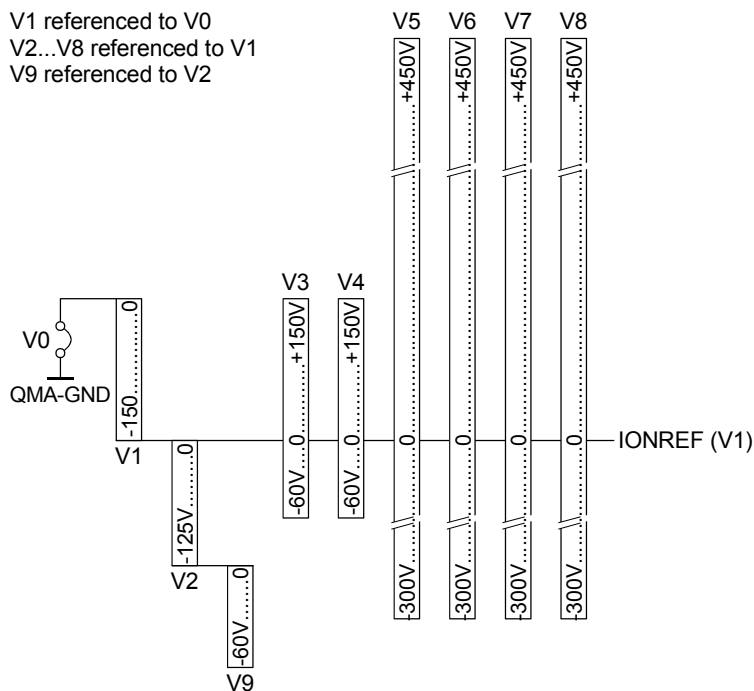 V1 referenced to V0
V2...V8 referenced to V1
V9 referenced to V2
V5 V6 V7 V8
+450V +450V +450V +450V
V3 V4
0 +150V +150V
V0
QMA-GND
-150...........0
V1
0 0 0 0 0 0
IONREF (V1)
-125V......0
-60V -60V
V2
-300V -300V -300V -300V
-60V......0
V9